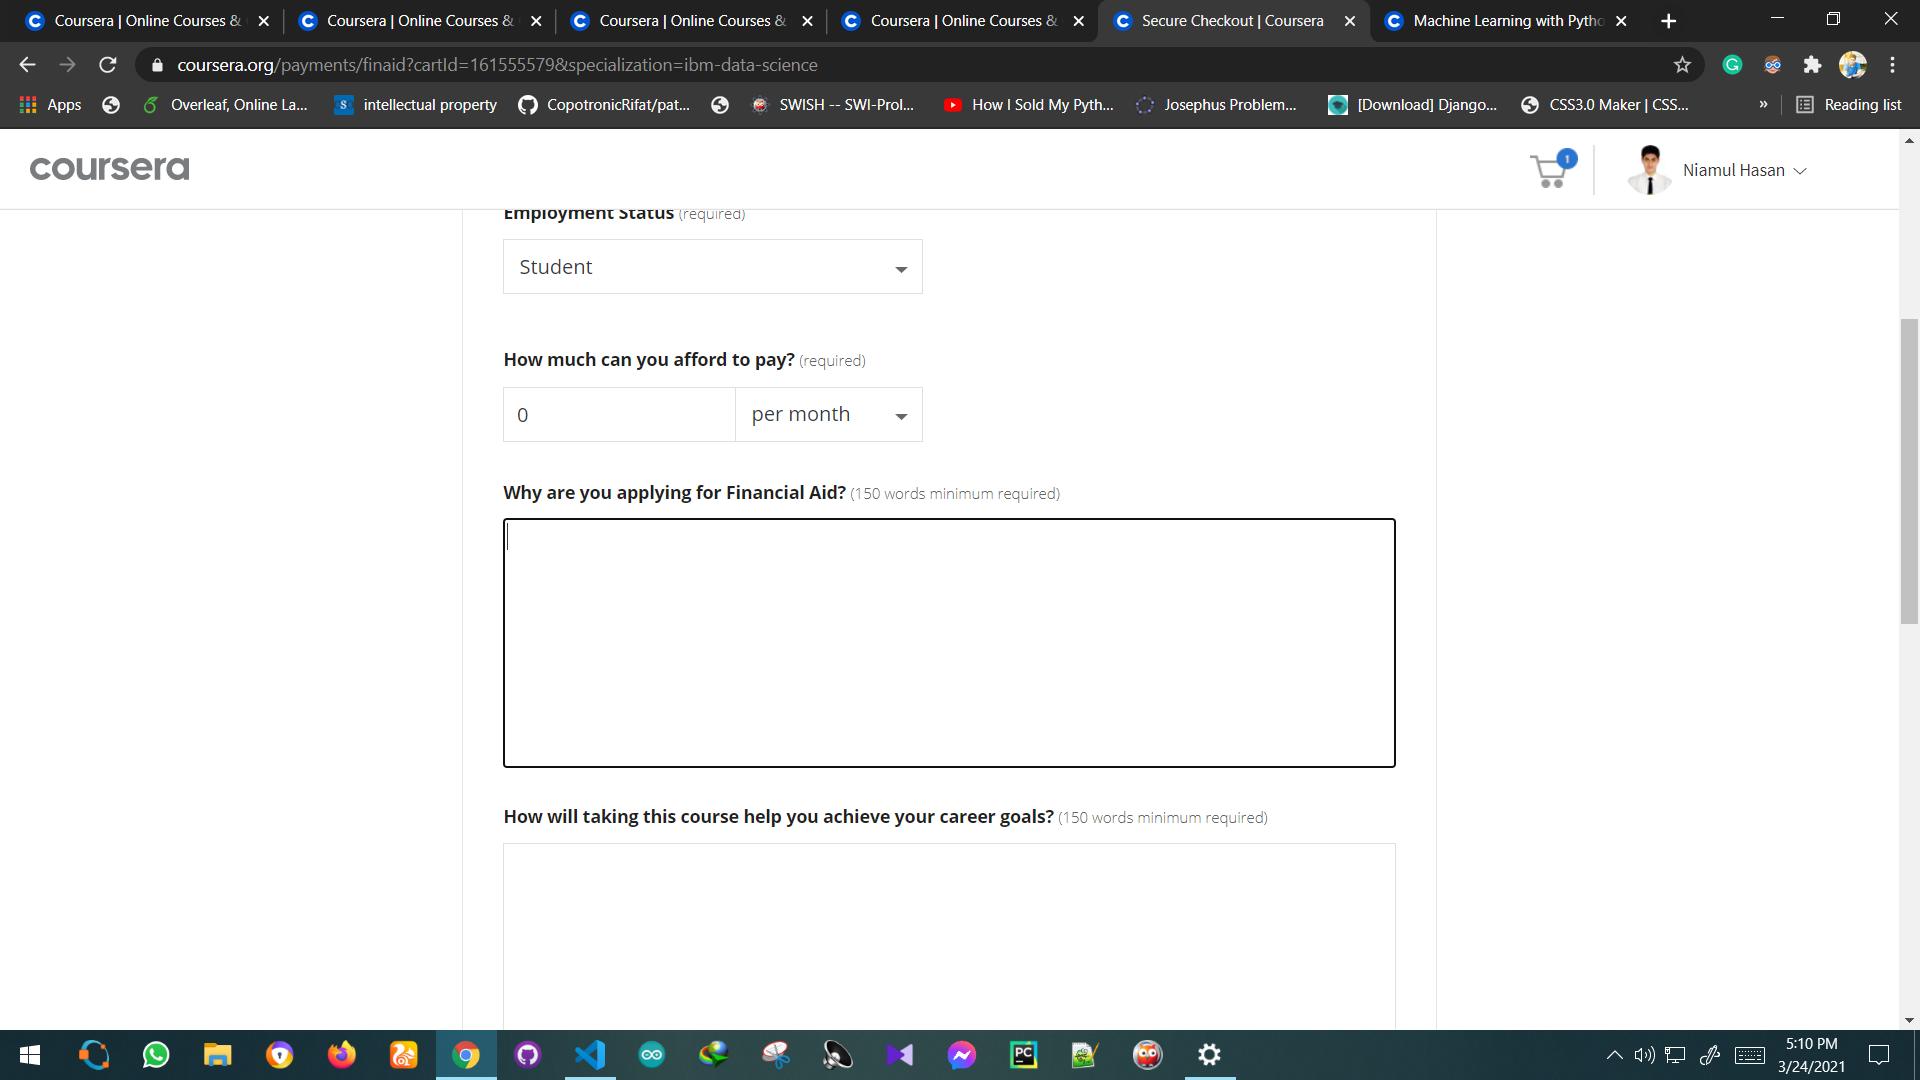 Coursera | Online Courses &
Coursera | Online Courses &
Coursera | Online Courses &
Coursera | Online Courses &
Secure Checkout | Coursera
Machine Learning with Pytho
coursera.org/payments/finaid?cartId=161555579&specialization=ibm-data-science
Apps
Overleaf, Online La...
intellectual property
CopotronicRifat/pat...
SWISH -- SWI-Prol...
How I Sold My Pyth...
Josephus Problem...
[Download] Django...
CSS3.0 Maker | CSS...
»
Reading list
coursera
1
Niamul Hasan
Employment Status (required)
Student
How much can you afford to pay? (required)
0
per month
Why are you applying for Financial Aid? (150 words minimum required)
How will taking this course help you achieve your career goals? (150 words minimum required)
5:10 PM
3/24/2021